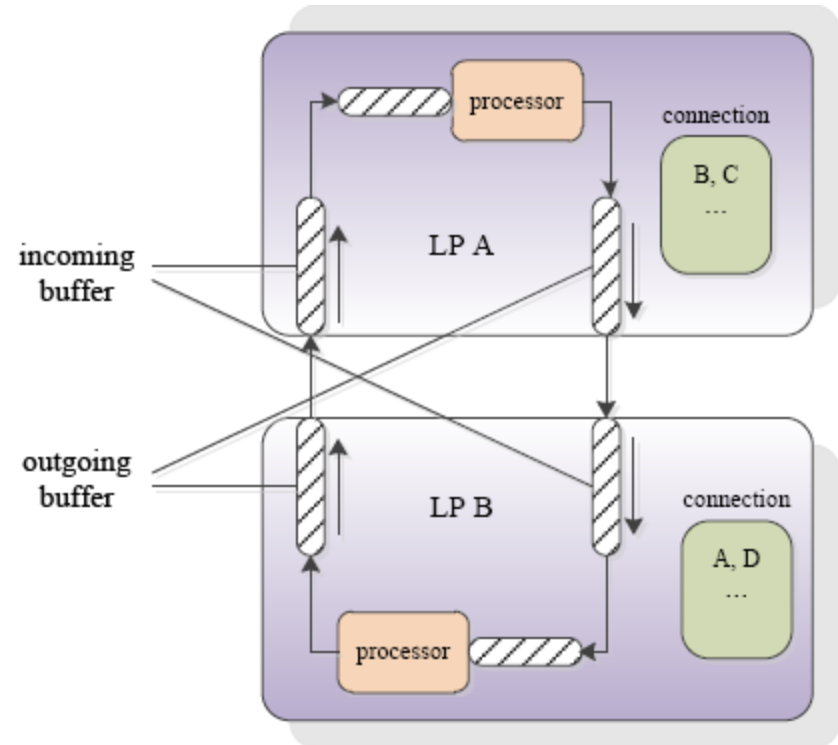 processor
connection
B, C
...
LP A
incoming
buffer
outgoing
buffer
LP B
connection
A, D
...
processor